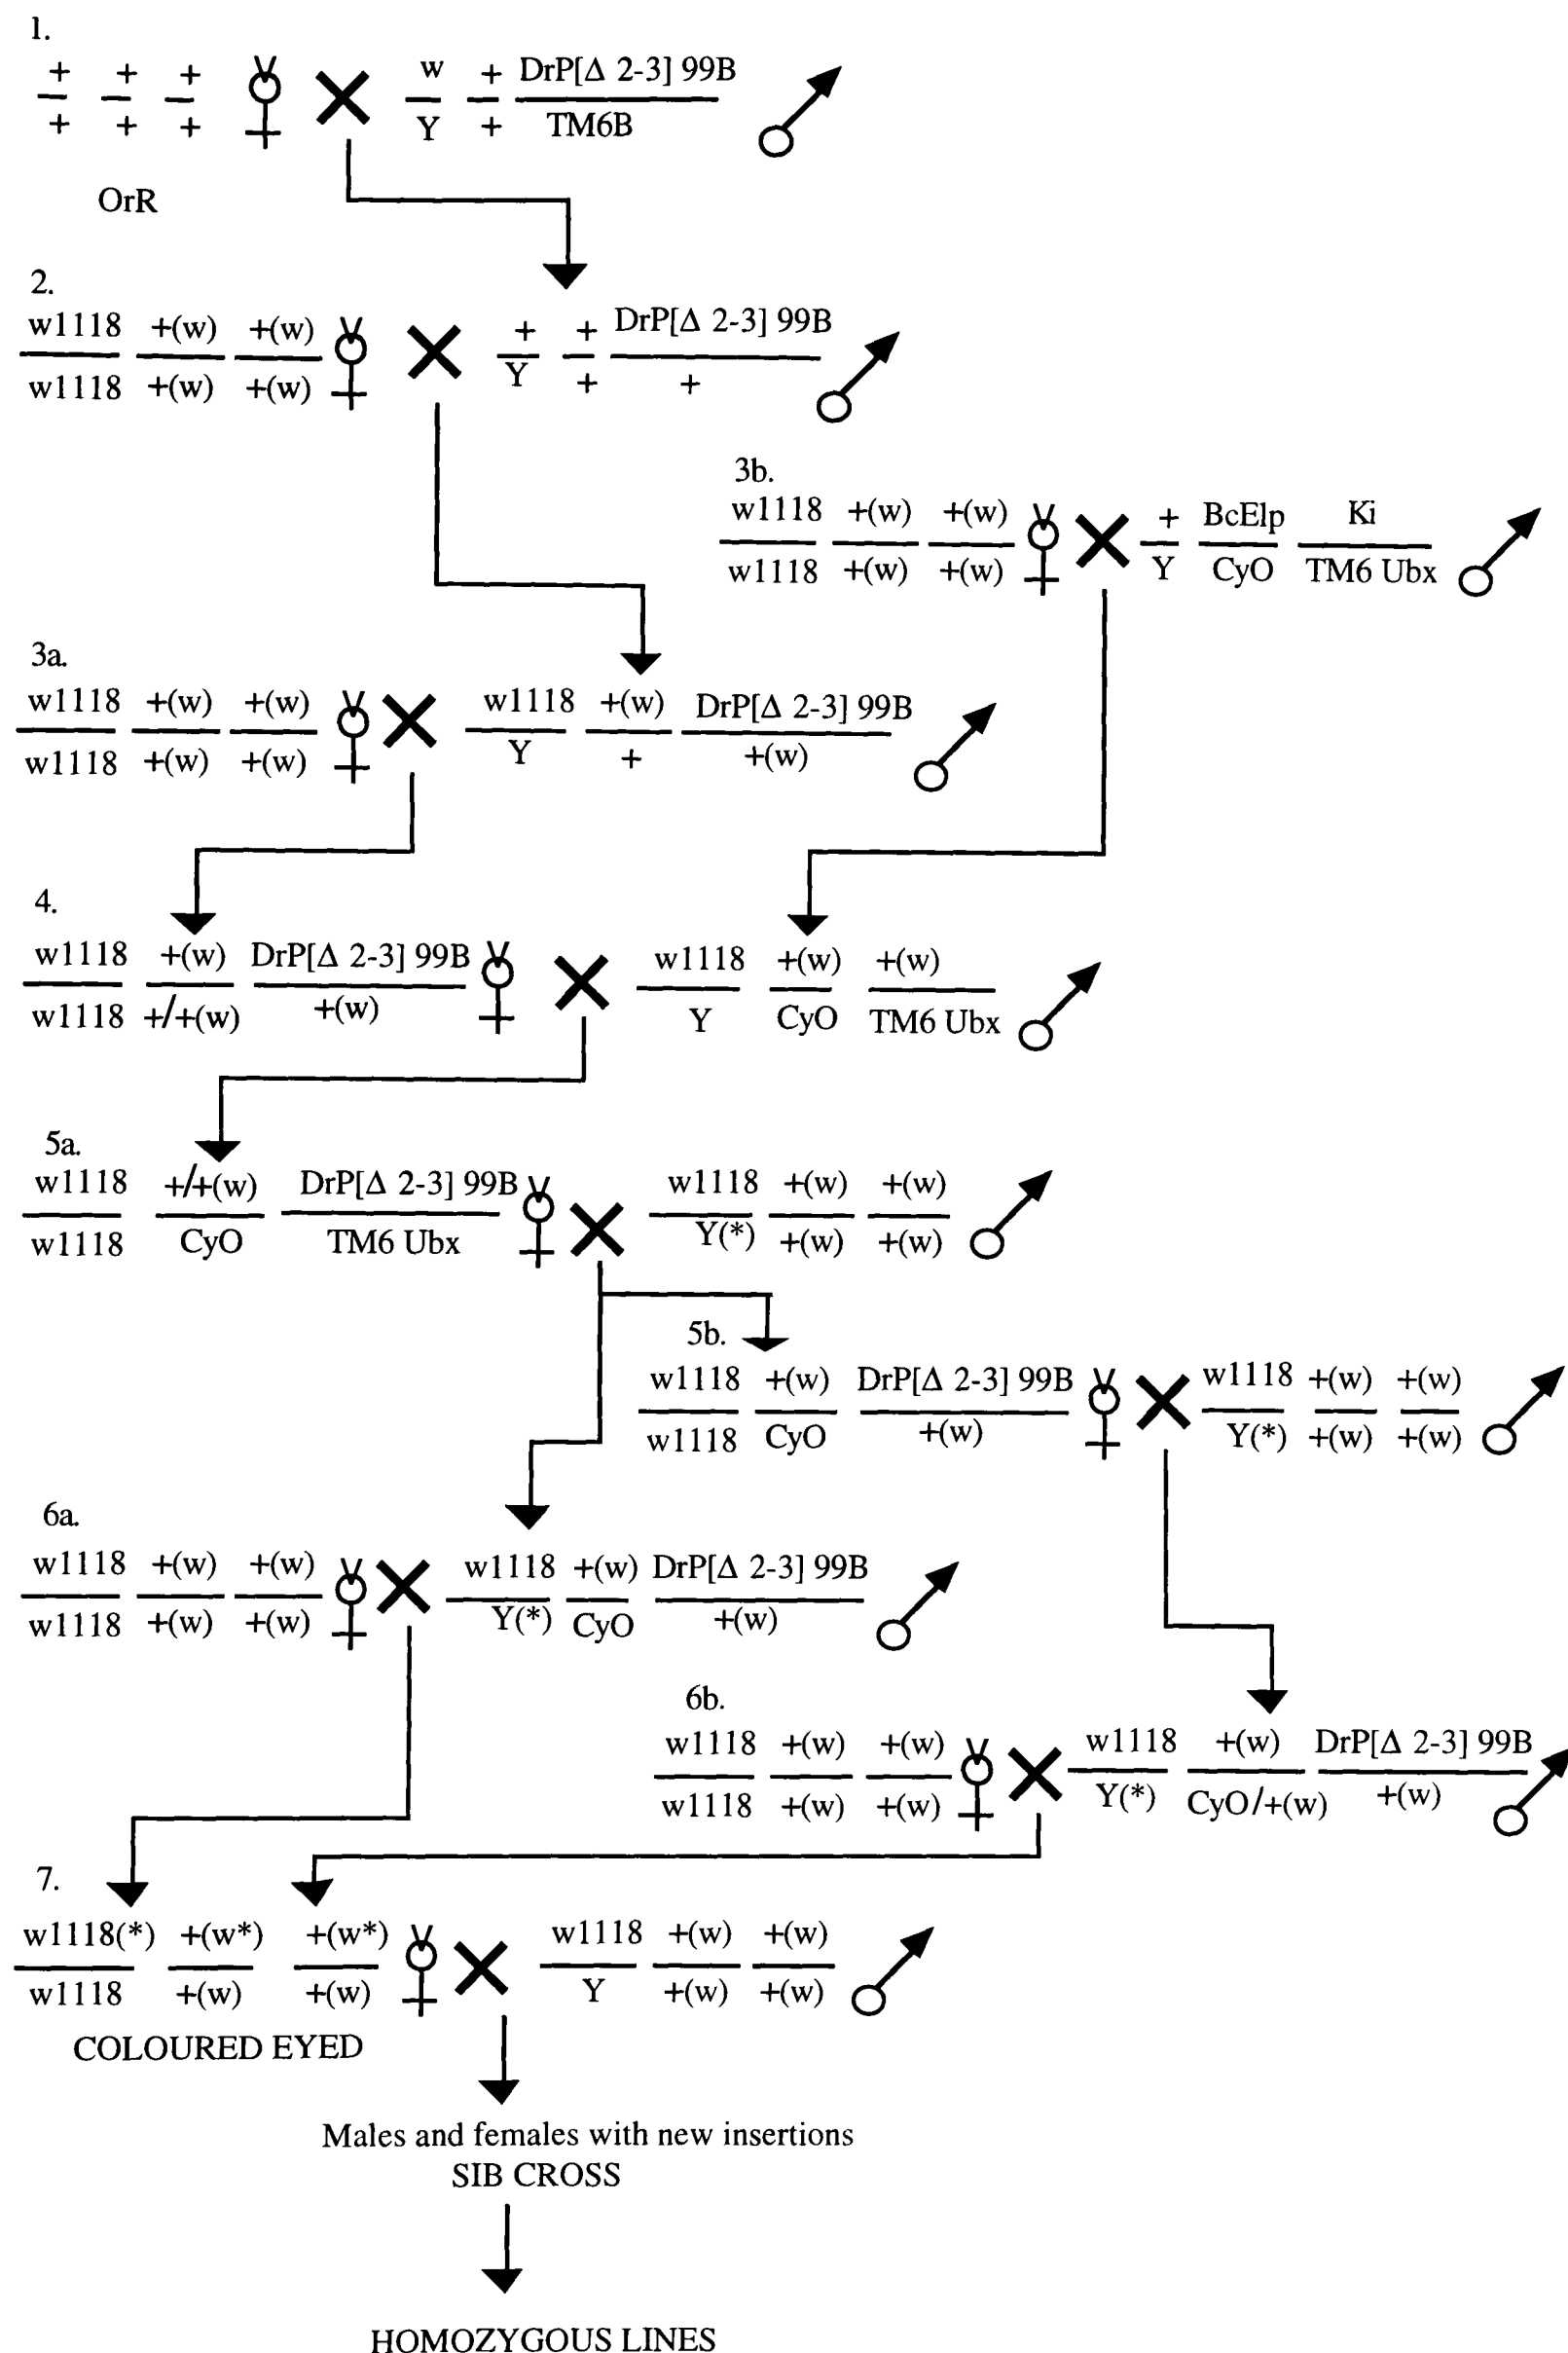 1.
+ + + w + DrP[Δ 2-3] 99B
+ + + Y + TM6B
OrR
2.
w1118 +(w) +(w) + + DrP[Δ 2-3] 99B
w1118 +(w) +(w) Y + +
3b.
w1118 +(w) +(w) + BcElp Ki
w1118 +(w) +(w) Y CyO TM6 Ubx
3a.
w1118 +(w) +(w) w1118 +(w) DrP[Δ 2-3] 99B
w1118 +(w) +(w) Y + +(w)
4.
w1118 +(w) DrP[Δ 2-3] 99B w1118 +(w) +(w)
w1118 +/+(w) +(w) Y CyO TM6 Ubx
5a.
w1118 +/+(w) DrP[Δ 2-3] 99B w1118 +(w) +(w)
w1118 CyO TM6 Ubx Y(*) +(w) +(w)
5b.
w1118 +(w) DrP[Δ 2-3] 99B w1118 +(w) +(w)
w1118 CyO +(w) Y(*) +(w) +(w)
6a.
w1118 +(w) +(w) w1118 +(w) DrP[Δ 2-3] 99B
w1118 +(w) +(w) Y(*) CyO +(w)
6b.
w1118 +(w) +(w) w1118 +(w) DrP[Δ 2-3] 99B
w1118 +(w) +(w) Y(*) CyO/+(w) +(w)
7.
w1118(*) +(w*) +(w*) w1118 +(w) +(w)
w1118 +(w) +(w) Y +(w) +(w)
COLOURED EYED
Males and females with new insertions
SIB CROSS
HOMOZYGOUS LINES